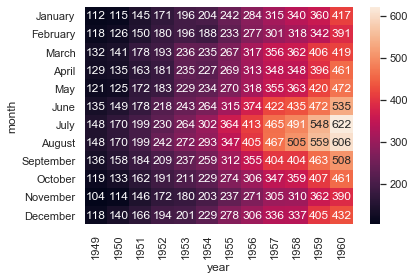 January 112 115 145 171 196 204 242 284 315 340 360 417
February 118 126 150 180 196 188 233 277 301 318 342 391
March 132 141 178 193 236 235 267 317 356 362 406 419
April 129 135 163 181 235 227 269 313 348 348 396 461
May 121 125 172 183 229 234 270 318 355 363 420 472
June 135 149 178 218 243 264 315 374 422 435 472 535
July 148 170 199 230 264 302 364 413 465 491 548 622
August 148 170 199 242 272 293 347 405 467 505 559 606
September 136 158 184 209 237 259 312 355 404 404 463 508
October 119 133 162 191 211 229 274 306 347 359 407 461
November 104 114 146 172 180 203 237 271 305 310 362 390
December 118 140 166 194 201 229 278 306 336 337 405 432
1949 1950 1951 1952 1953 1954 1955 1956 1957 1958 1959 1960
year
month
600
500
400
300
200